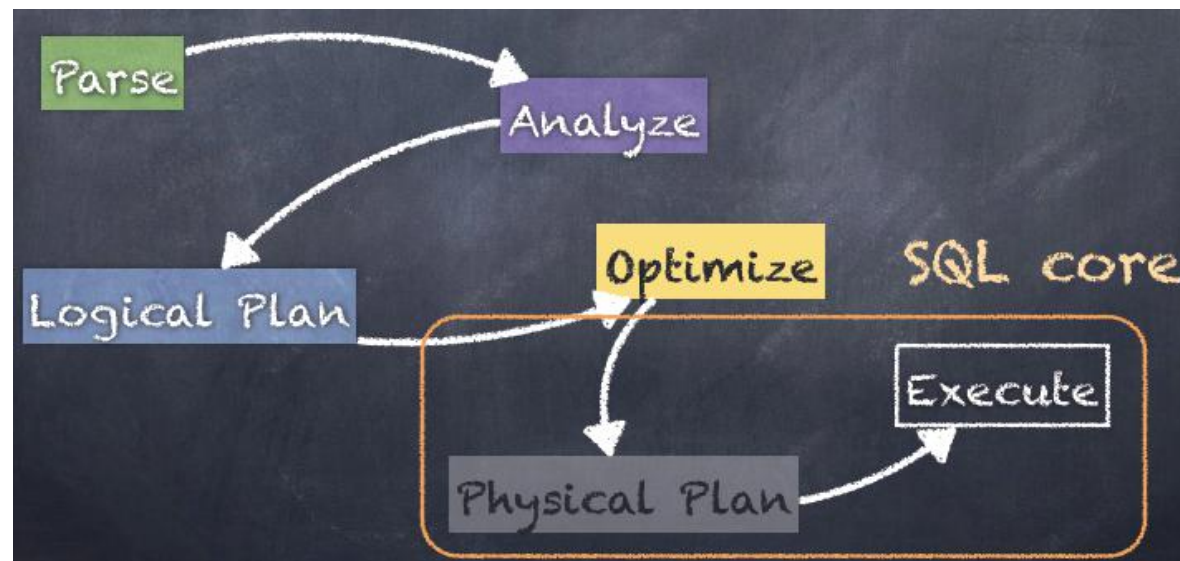 Parse
Analyze
Logical Plan
Optimize
SQL core
Physical Plan
Execute